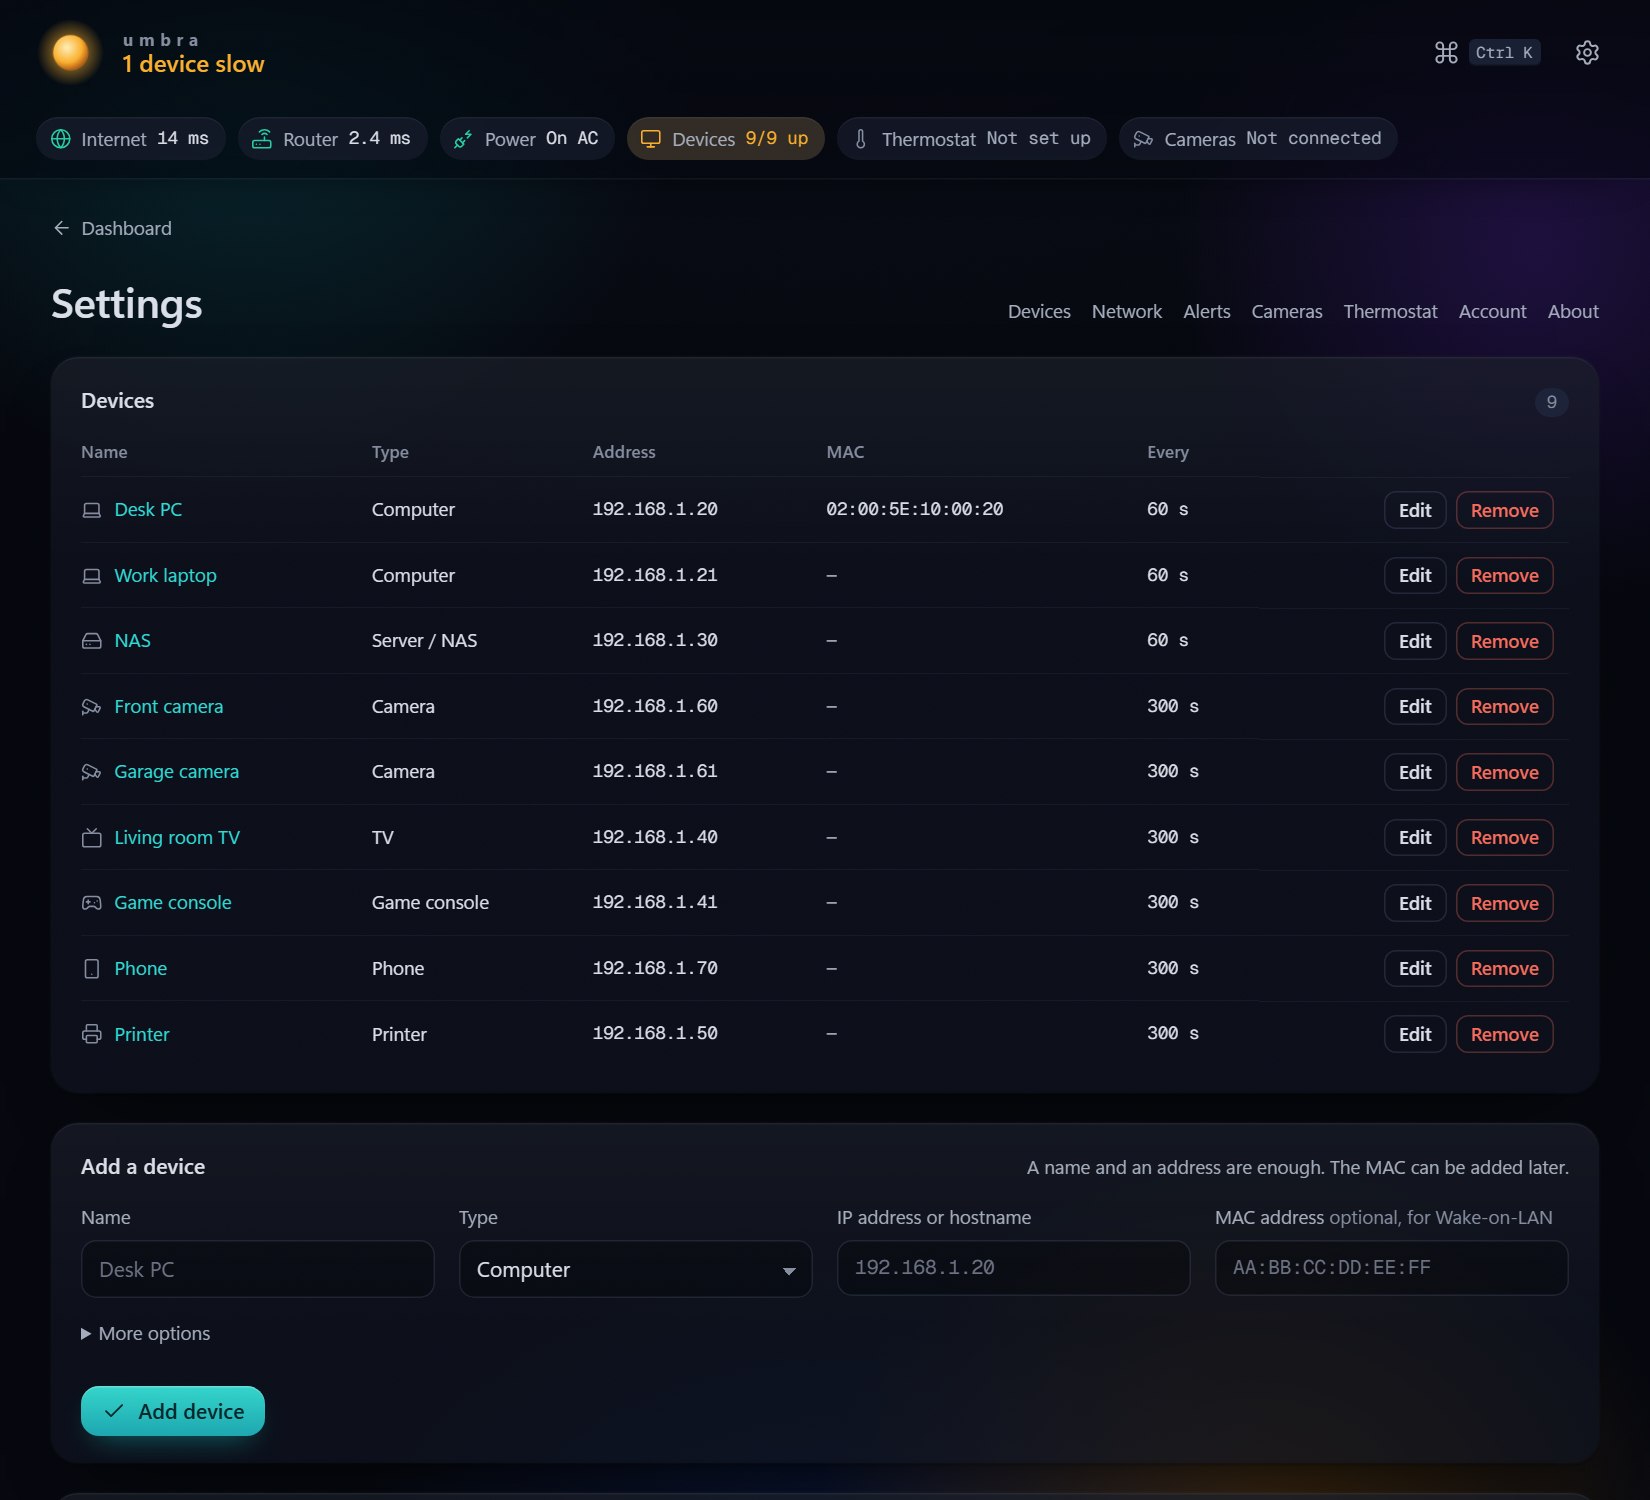 umbra
1 device slow
Ctrl K
Internet 14 ms
Router 2.4 ms
Power On AC
Devices 9/9 up
Thermostat Not set up
Cameras Not connected
Dashboard
Settings
Devices Network Alerts Cameras Thermostat Account About
Devices 9
Name Type Address MAC Every
Desk PC Computer 192.168.1.20 02:00:5E:10:00:20 60 s Edit Remove
Work laptop Computer 192.168.1.21 – 60 s Edit Remove
NAS Server / NAS 192.168.1.30 – 60 s Edit Remove
Front camera Camera 192.168.1.60 – 300 s Edit Remove
Garage camera Camera 192.168.1.61 – 300 s Edit Remove
Living room TV TV 192.168.1.40 – 300 s Edit Remove
Game console Game console 192.168.1.41 – 300 s Edit Remove
Phone Phone 192.168.1.70 – 300 s Edit Remove
Printer Printer 192.168.1.50 – 300 s Edit Remove
Add a device A name and an address are enough. The MAC can be added later.
Name Type IP address or hostname MAC address optional, for Wake-on-LAN
Desk PC Computer 192.168.1.20 AA:BB:CC:DD:EE:FF
More options
Add device